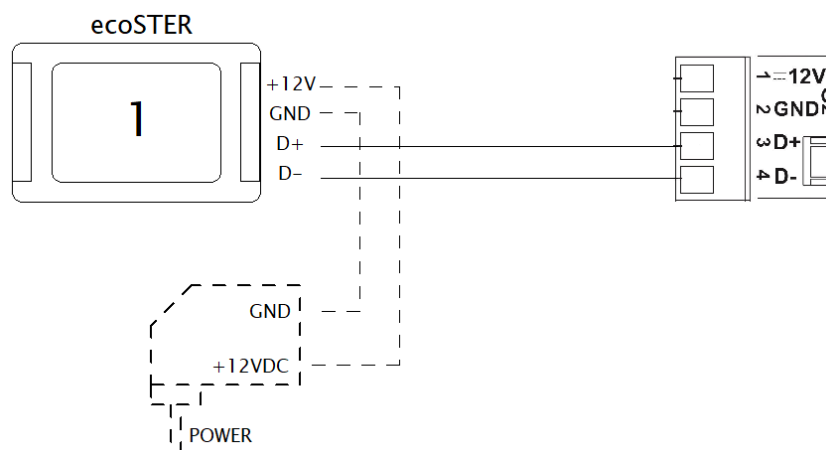 ecoSTER
1
+12V
GND
D+
D-
1 12V
2 GND
3 D+
4 D-
GND
+12VDC
POWER